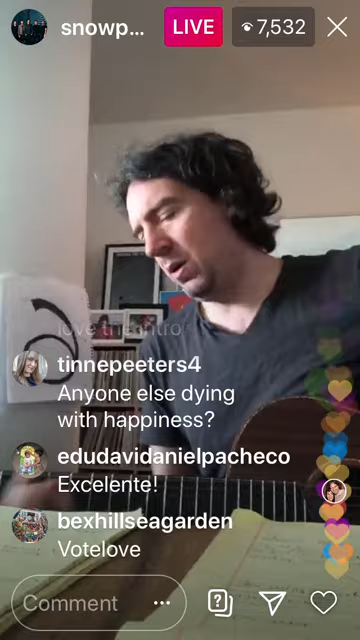 snowp...
LIVE
7,532
love the intro
tinnepeeters4
Anyone else dying
with happiness?
edudavidanielpacheco
Excelente!
bexhillseagarden
Votelove
Comment